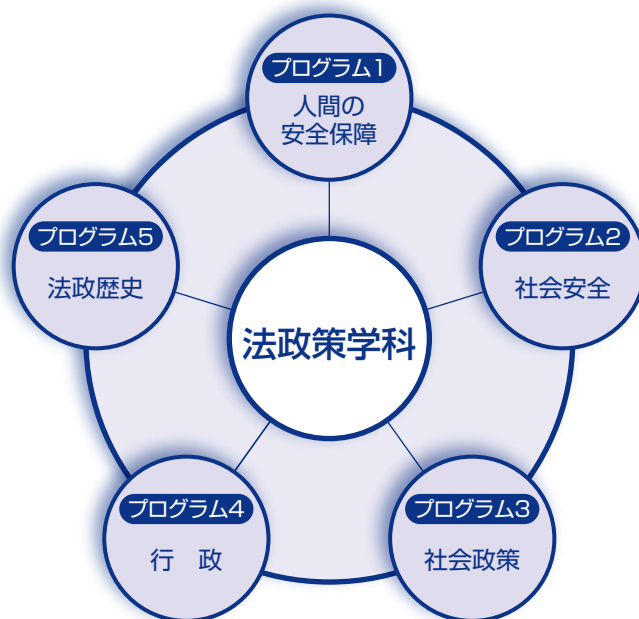 プログラム1
人間の
安全保障
プログラム5
法政歴史
プログラム2
社会安全
法政策学科
プログラム4
行　政
プログラム3
社会政策